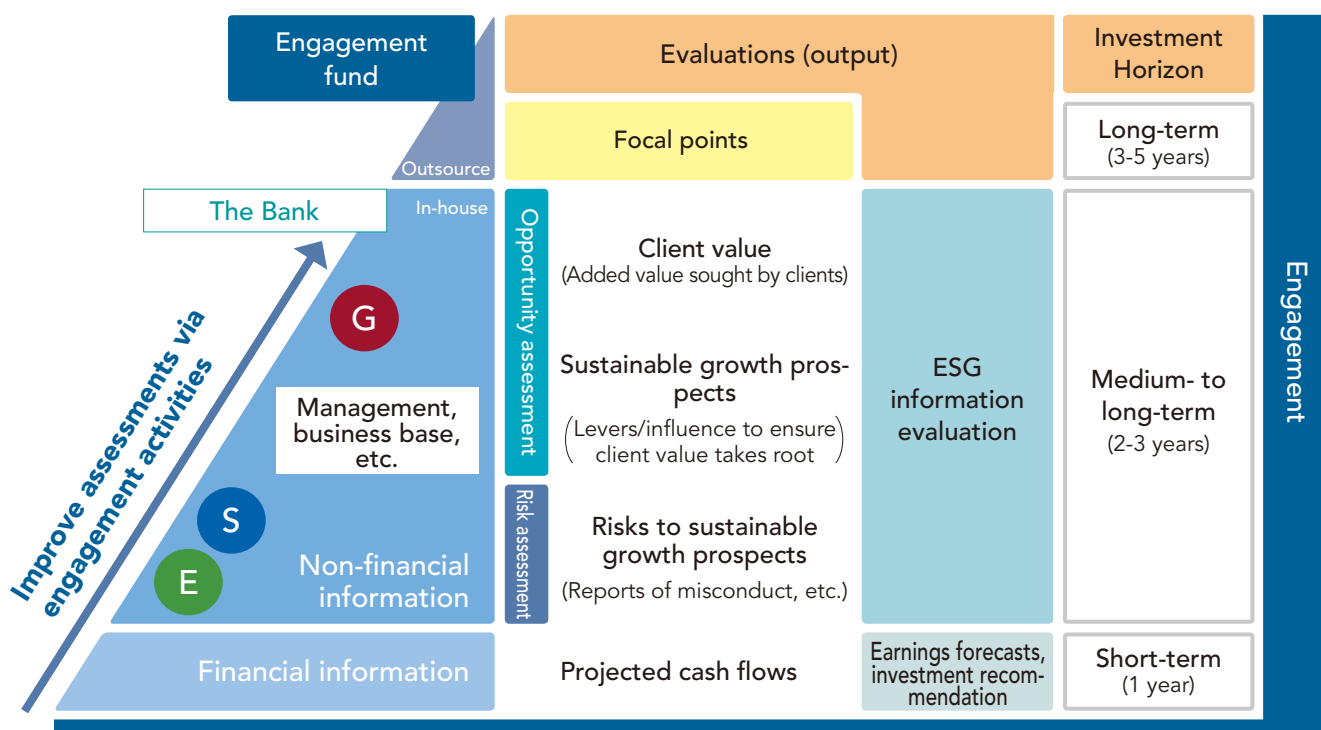 Engagement
fund
Evaluations (output)
Investment
Horizon
Outsource
Focal points
Long-term
(3-5 years)
The Bank
In-house
Opportunity assessment
Client value
(Added value sought by clients)
Sustainable growth pros-
pects
(Levers/influence to ensure
client value takes root)
ESG
information
evaluation
Medium- to
long-term
(2-3 years)
Engagement
Improve assessments via
engagement activities
G
Management,
business base,
etc.
S
E
Non-financial
information
Risk assessment
Risks to sustainable
growth prospects
(Reports of misconduct, etc.)
Financial information
Projected cash flows
Earnings forecasts,
investment recom-
mendation
Short-term
(1 year)